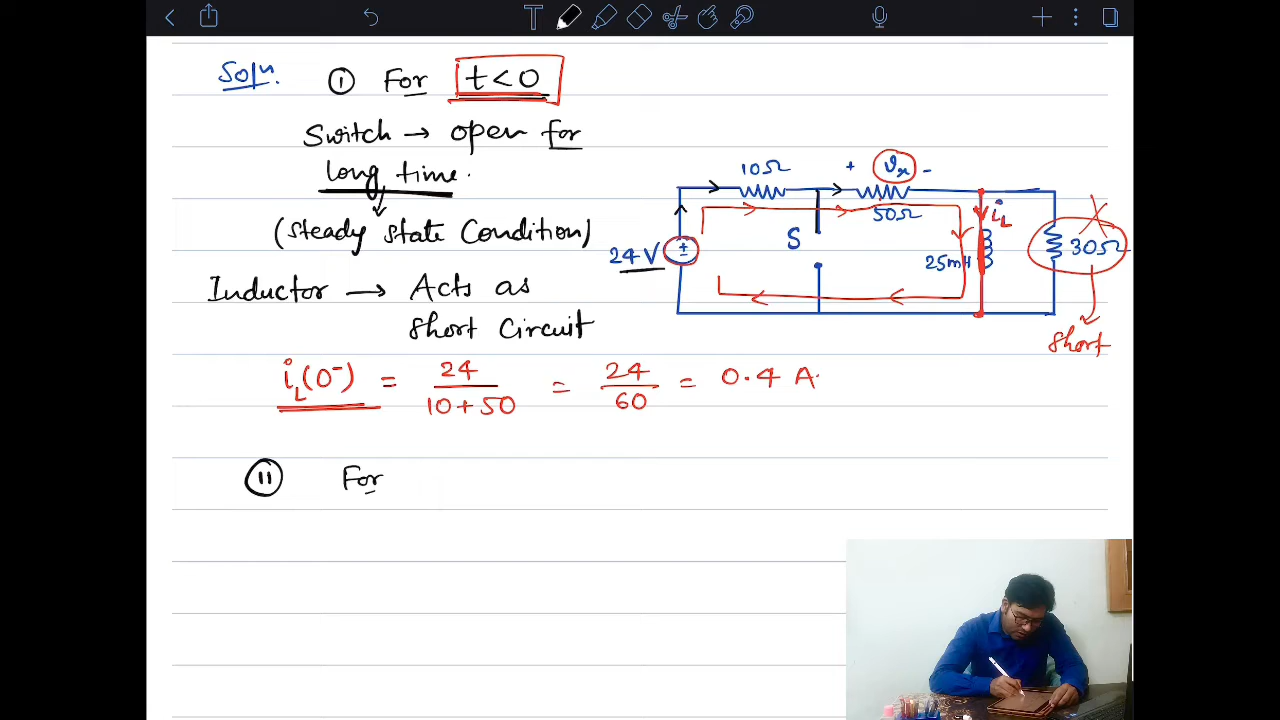 Soln. ① For t < 0
Switch → open for
long time.
(Steady state Condition)
Inductor → Acts as
Short Circuit
iL(0⁻) = 24 / (10 + 50) = 24 / 60 = 0.4 A.
ⅱ For
10Ω + 𝒱x -
50Ω
iL
S
24V
+
-
25mH
30Ω
short